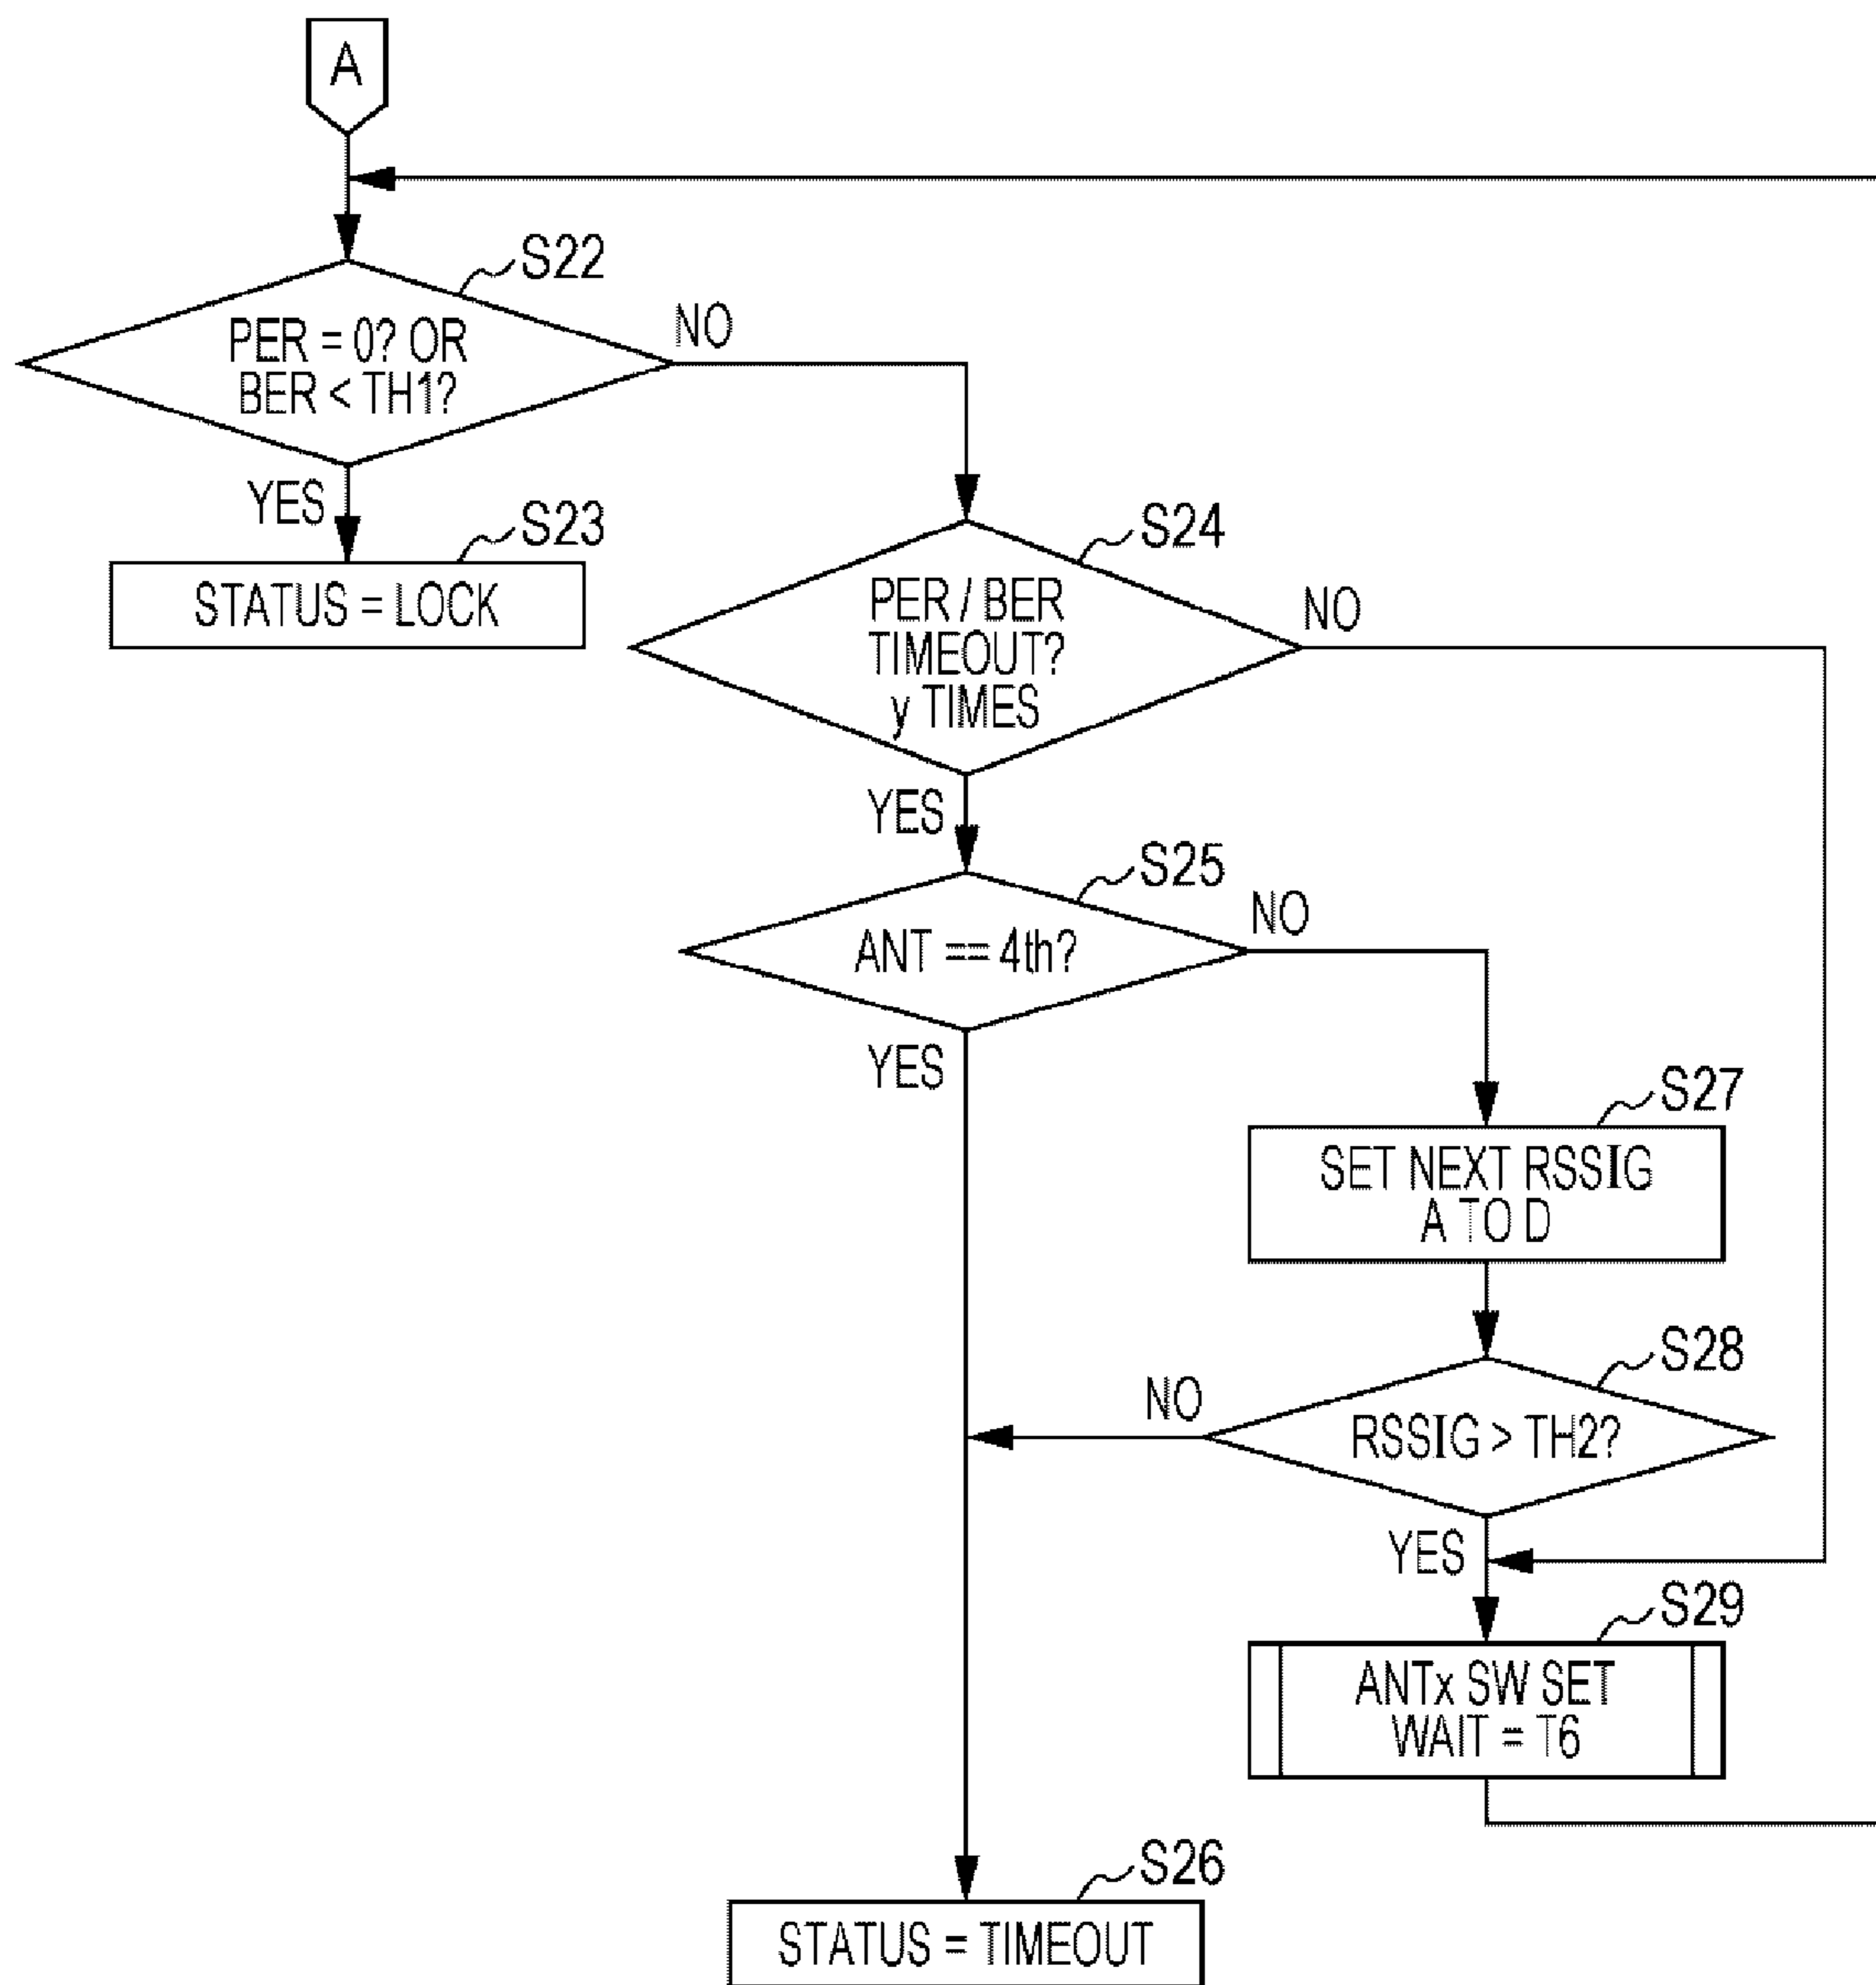 A
S22
PER = 0? OR
BER < TH1?
NO
YES
S23
STATUS = LOCK
S24
PER / BER
TIMEOUT?
y TIMES
NO
YES
S25
ANT == 4th?
NO
YES
S27
SET NEXT RSSIG
A TO D
S28
RSSIG > TH2?
NO
YES
S29
ANTx SW SET
WAIT = T6
S26
STATUS = TIMEOUT